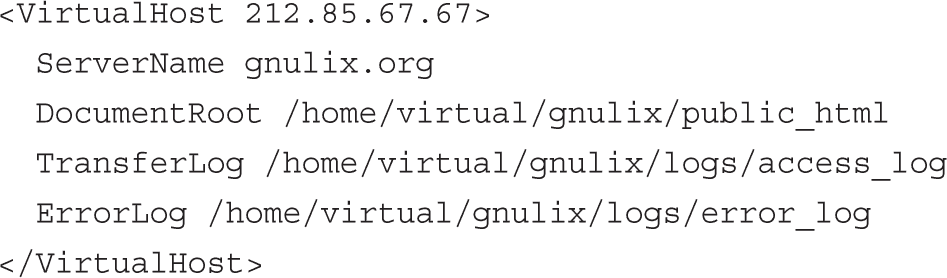 <VirtualHost 212.85.67.67>
  ServerName gnulix.org
  DocumentRoot /home/virtual/gnulix/public_html
  TransferLog /home/virtual/gnulix/logs/access_log
  ErrorLog /home/virtual/gnulix/logs/error_log
</VirtualHost>